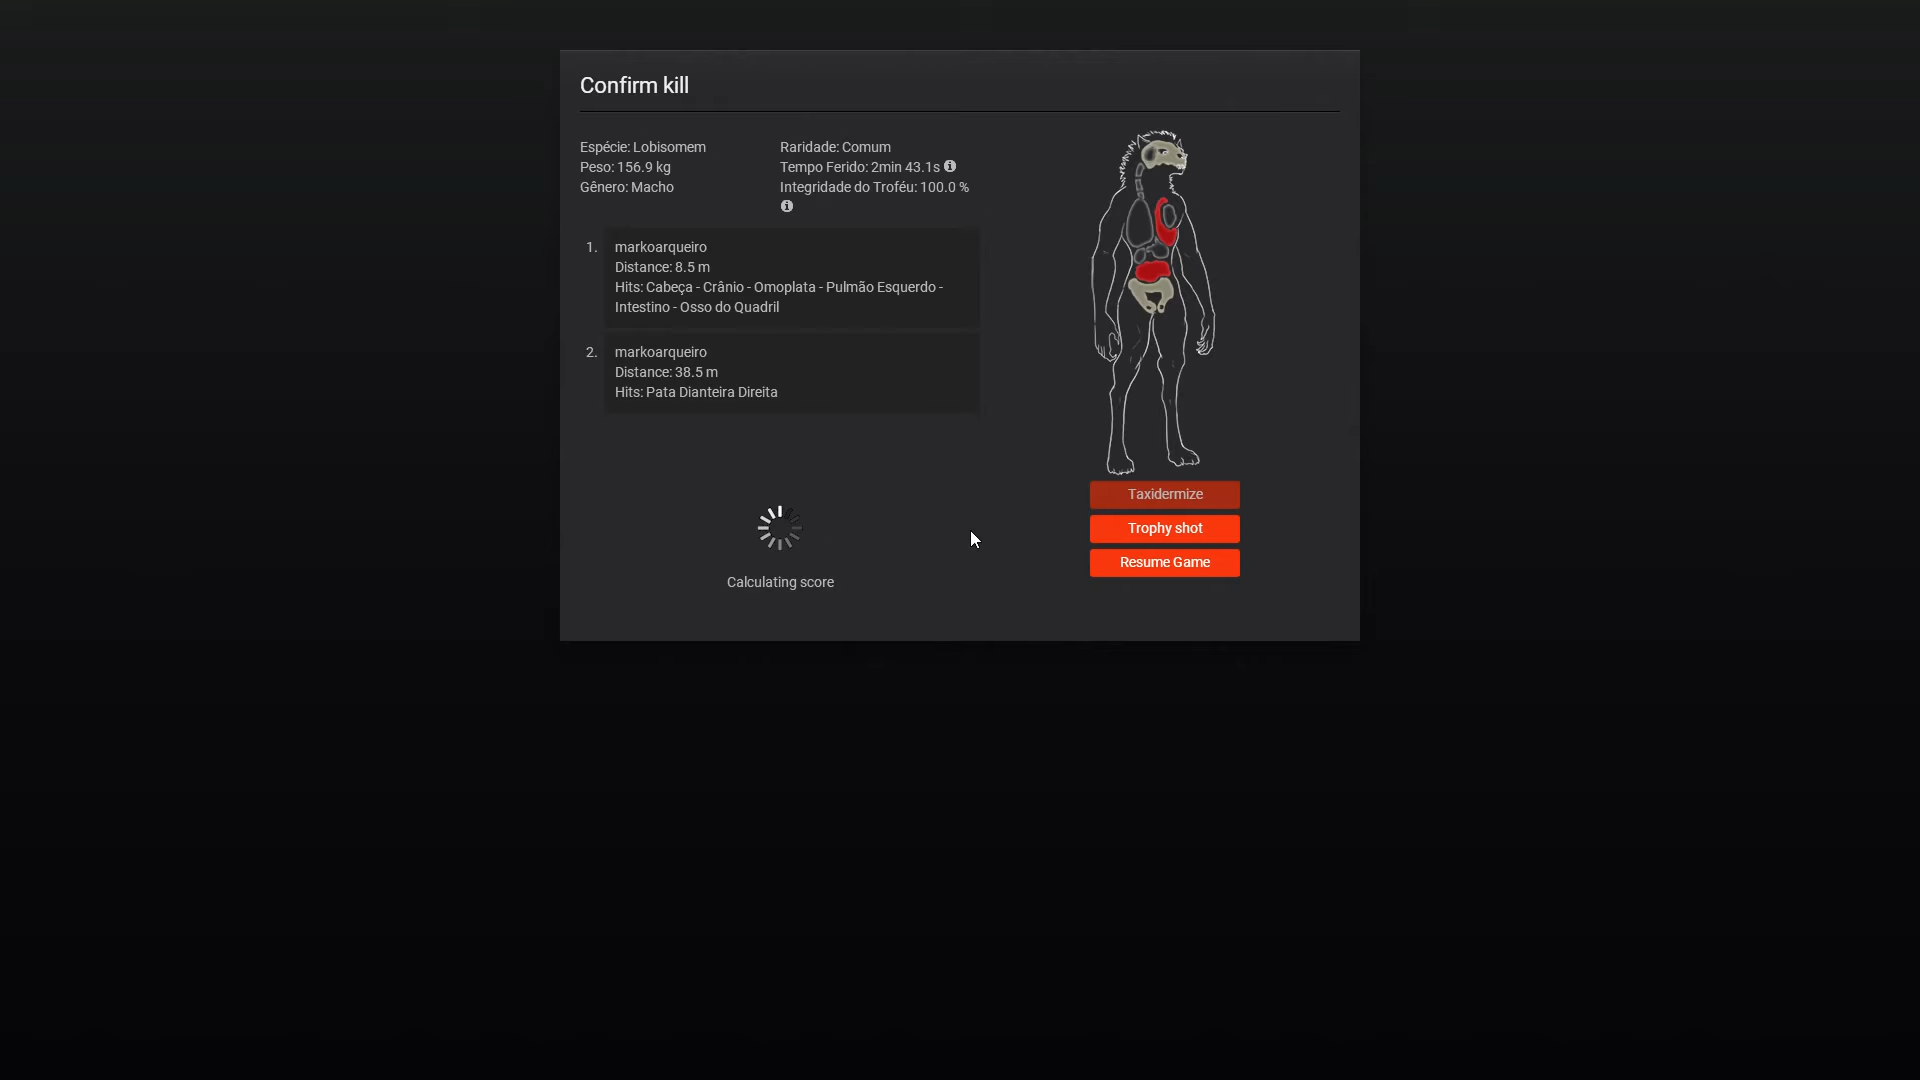 Confirm kill
Espécie: Lobisomem
Peso: 156.9 kg
Gênero: Macho
Raridade: Comum
Tempo Ferido: 2min 43.1s
Integridade do Troféu: 100.0 %
1.
markoarqueiro
Distance: 8.5 m
Hits: Cabeça - Crânio - Omoplata - Pulmão Esquerdo -
Intestino - Osso do Quadril
2.
markoarqueiro
Distance: 38.5 m
Hits: Pata Dianteira Direita
Calculating score
Taxidermize
Trophy shot
Resume Game